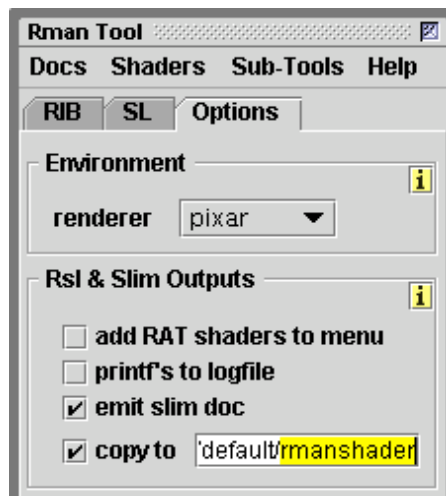 Rman Tool
Docs Shaders Sub-Tools Help
RIB SL Options
Environment
i
renderer pixar
Rsl & Slim Outputs
i
add RAT shaders to menu
printf's to logfile
emit slim doc
copy to 'default/rmanshader